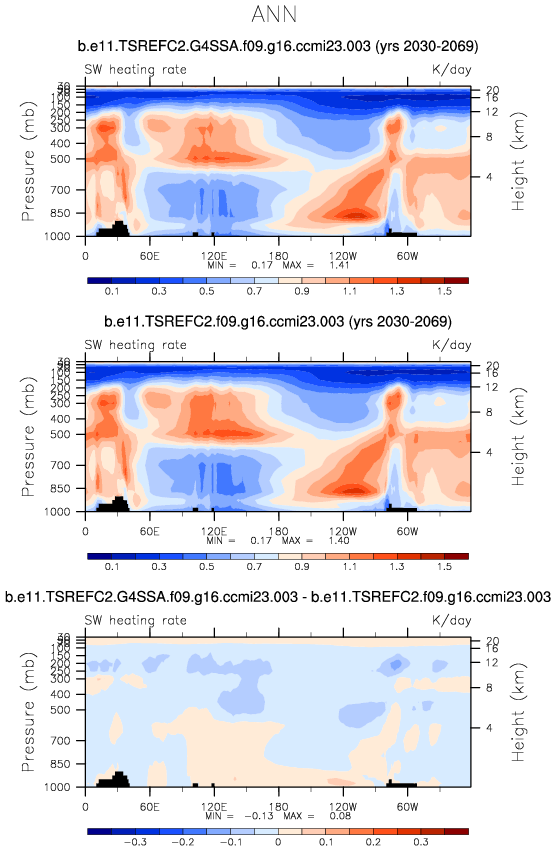 ANN
b.e11.TSREFC2.G4SSA.f09.g16.ccmi23.003 (yrs 2030-2069)
SW heating rate K/day
Pressure (mb)
100
150
200
250
300
400
500
700
850
1000
20
16
12
8
4
Height (km)
0 60E 120E 180 120W 60W
MIN = 0.17 MAX = 1.41
0.1 0.3 0.5 0.7 0.9 1.1 1.3 1.5
b.e11.TSREFC2.f09.g16.ccmi23.003 (yrs 2030-2069)
SW heating rate K/day
Pressure (mb)
30
100
150
200
250
300
400
500
700
850
1000
20
16
12
8
4
Height (km)
0 60E 120E 180 120W 60W
MIN = 0.17 MAX = 1.40
0.1 0.3 0.5 0.7 0.9 1.1 1.3 1.5
b.e11.TSREFC2.G4SSA.f09.g16.ccmi23.003 - b.e11.TSREFC2.f09.g16.ccmi23.003
SW heating rate K/day
Pressure (mb)
30
100
150
200
250
300
400
500
700
850
1000
20
16
12
8
4
Height (km)
0 60E 120E 180 120W 60W
MIN = -0.13 MAX = 0.08
-0.3 -0.2 -0.1 0 0.1 0.2 0.3